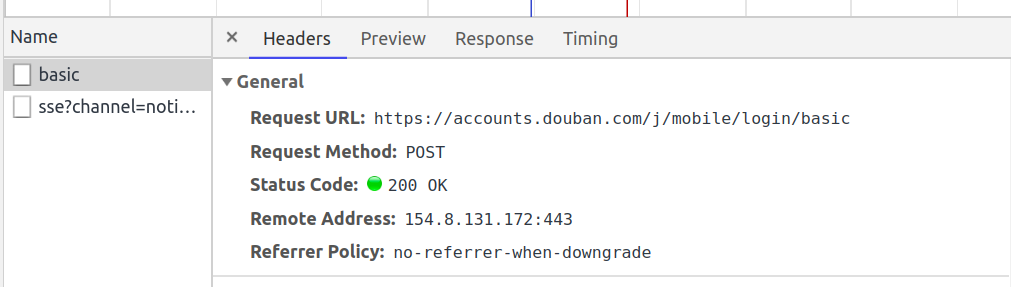 Name
× Headers Preview Response Timing
basic
sse?channel=noti…
▼ General
Request URL: https://accounts.douban.com/j/mobile/login/basic
Request Method: POST
Status Code: 200 OK
Remote Address: 154.8.131.172:443
Referrer Policy: no-referrer-when-downgrade